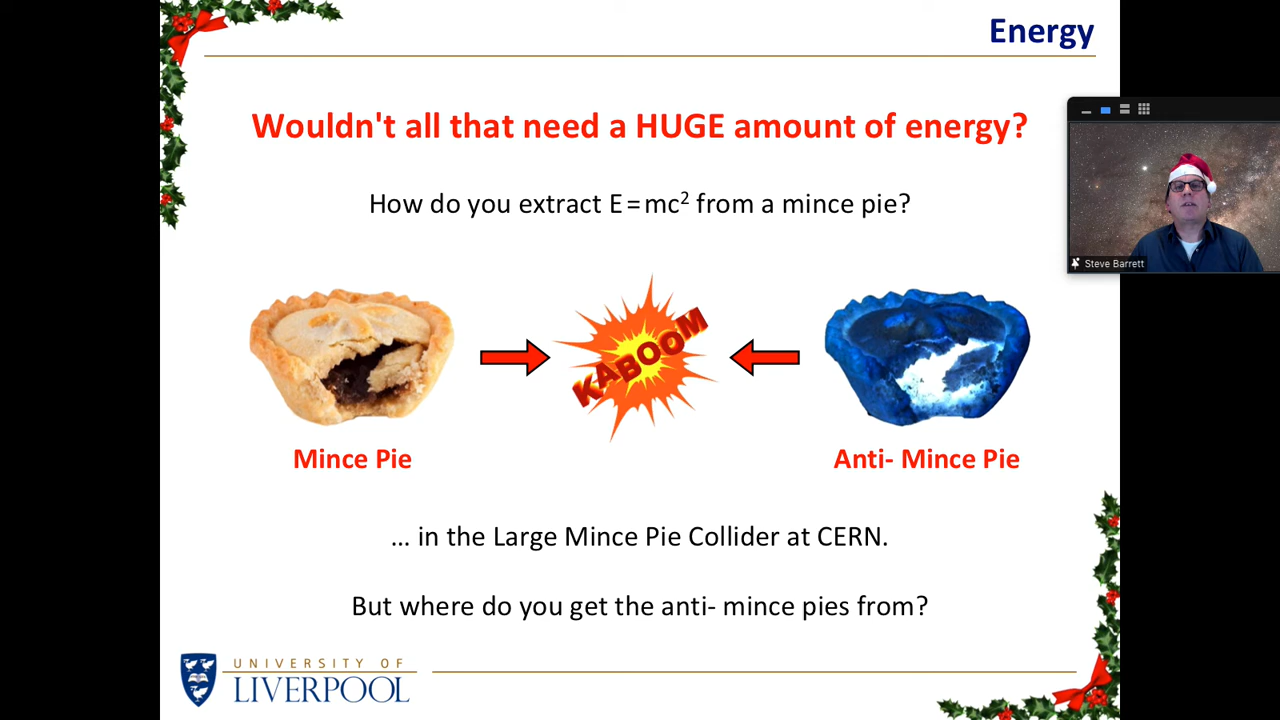 Energy
Wouldn't all that need a HUGE amount of energy?
How do you extract E=mc² from a mince pie?
Steve Barrett
KABOOM
Mince Pie
Anti- Mince Pie
... in the Large Mince Pie Collider at CERN.
But where do you get the anti- mince pies from?
UNIVERSITY OF
LIVERPOOL